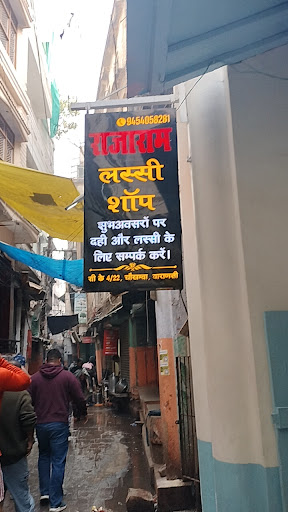 9454058281
राजाराम
लस्सी
शॉप
शुभअवसरों पर
दही और लस्सी के
लिए सम्पर्क करें।
सी के 4/22, चौखम्बा, वाराणसी